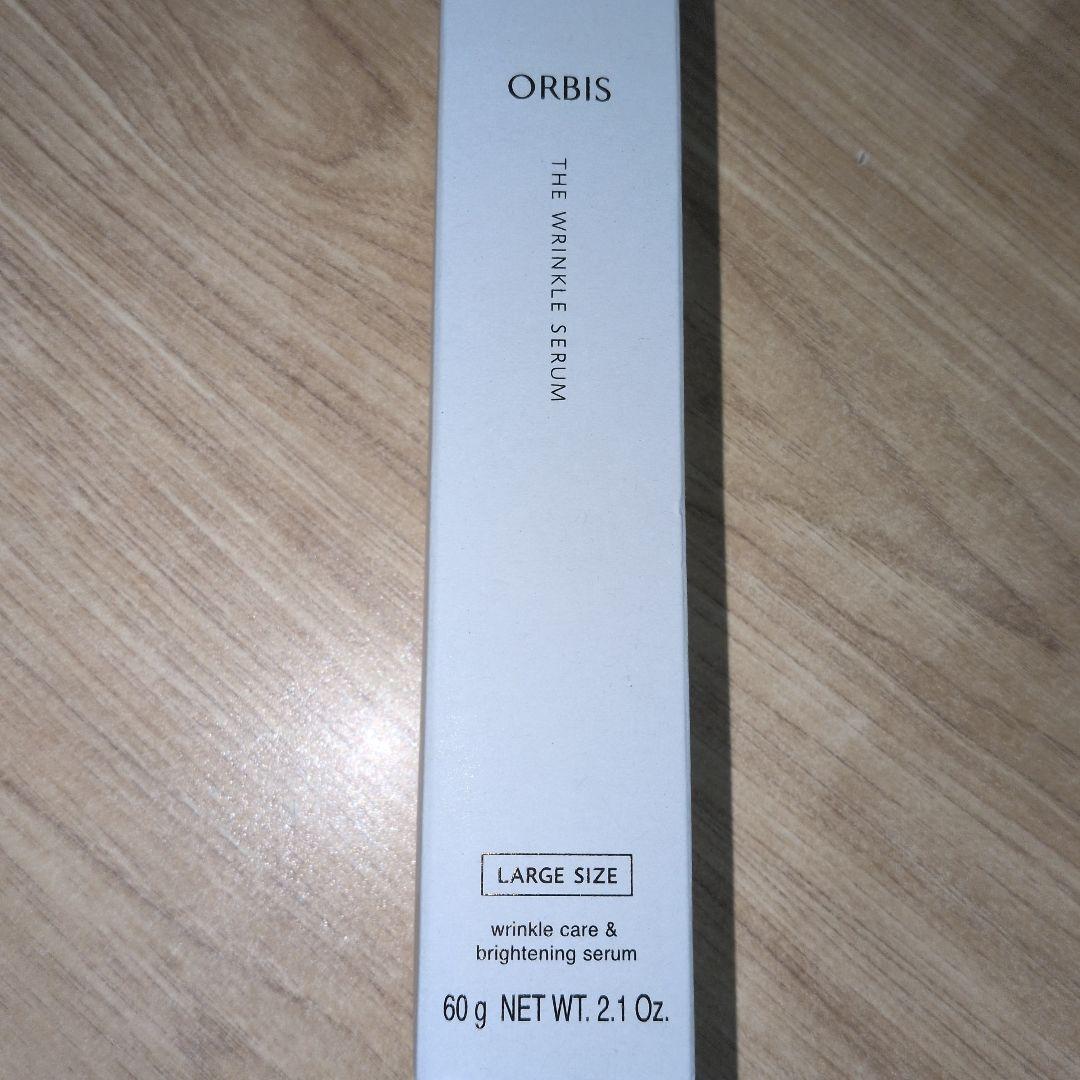 ORBIS
THE WRINKLE SERUM
LARGE SIZE
wrinkle care &
brightening serum
60 g NET WT. 2.1 Oz.